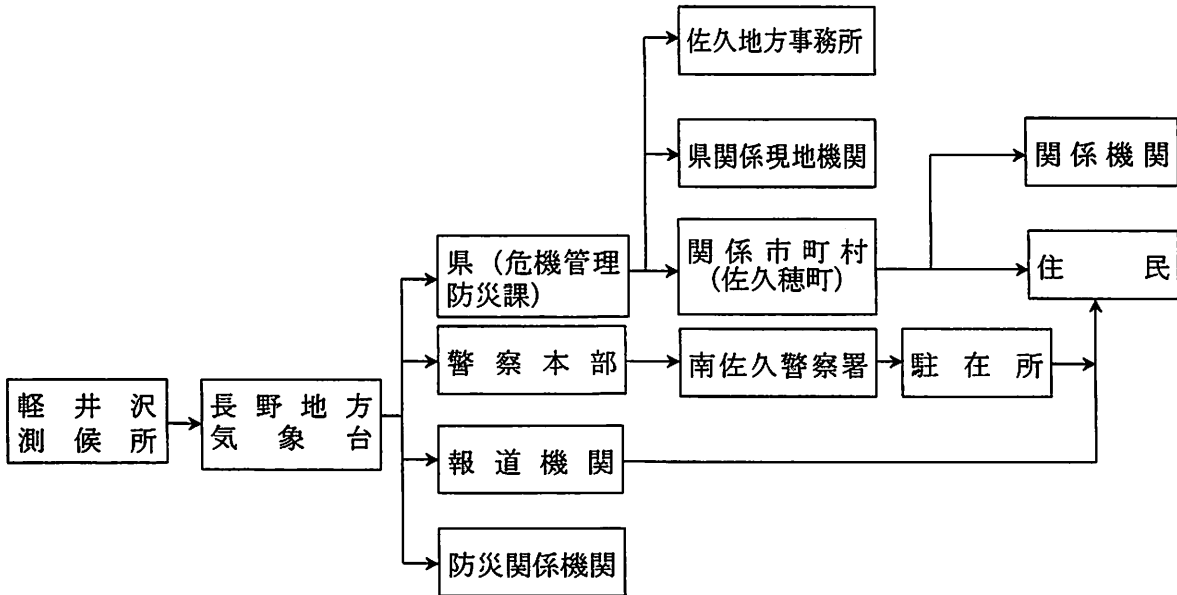 佐久地方事務所
県関係現地機関
関係機関
県（危機管理
防災課）
関係市町村
（佐久穂町）
住民
警察本部
南佐久警察署
駐在所
軽井沢
測候所
長野地方
気象台
報道機関
防災関係機関